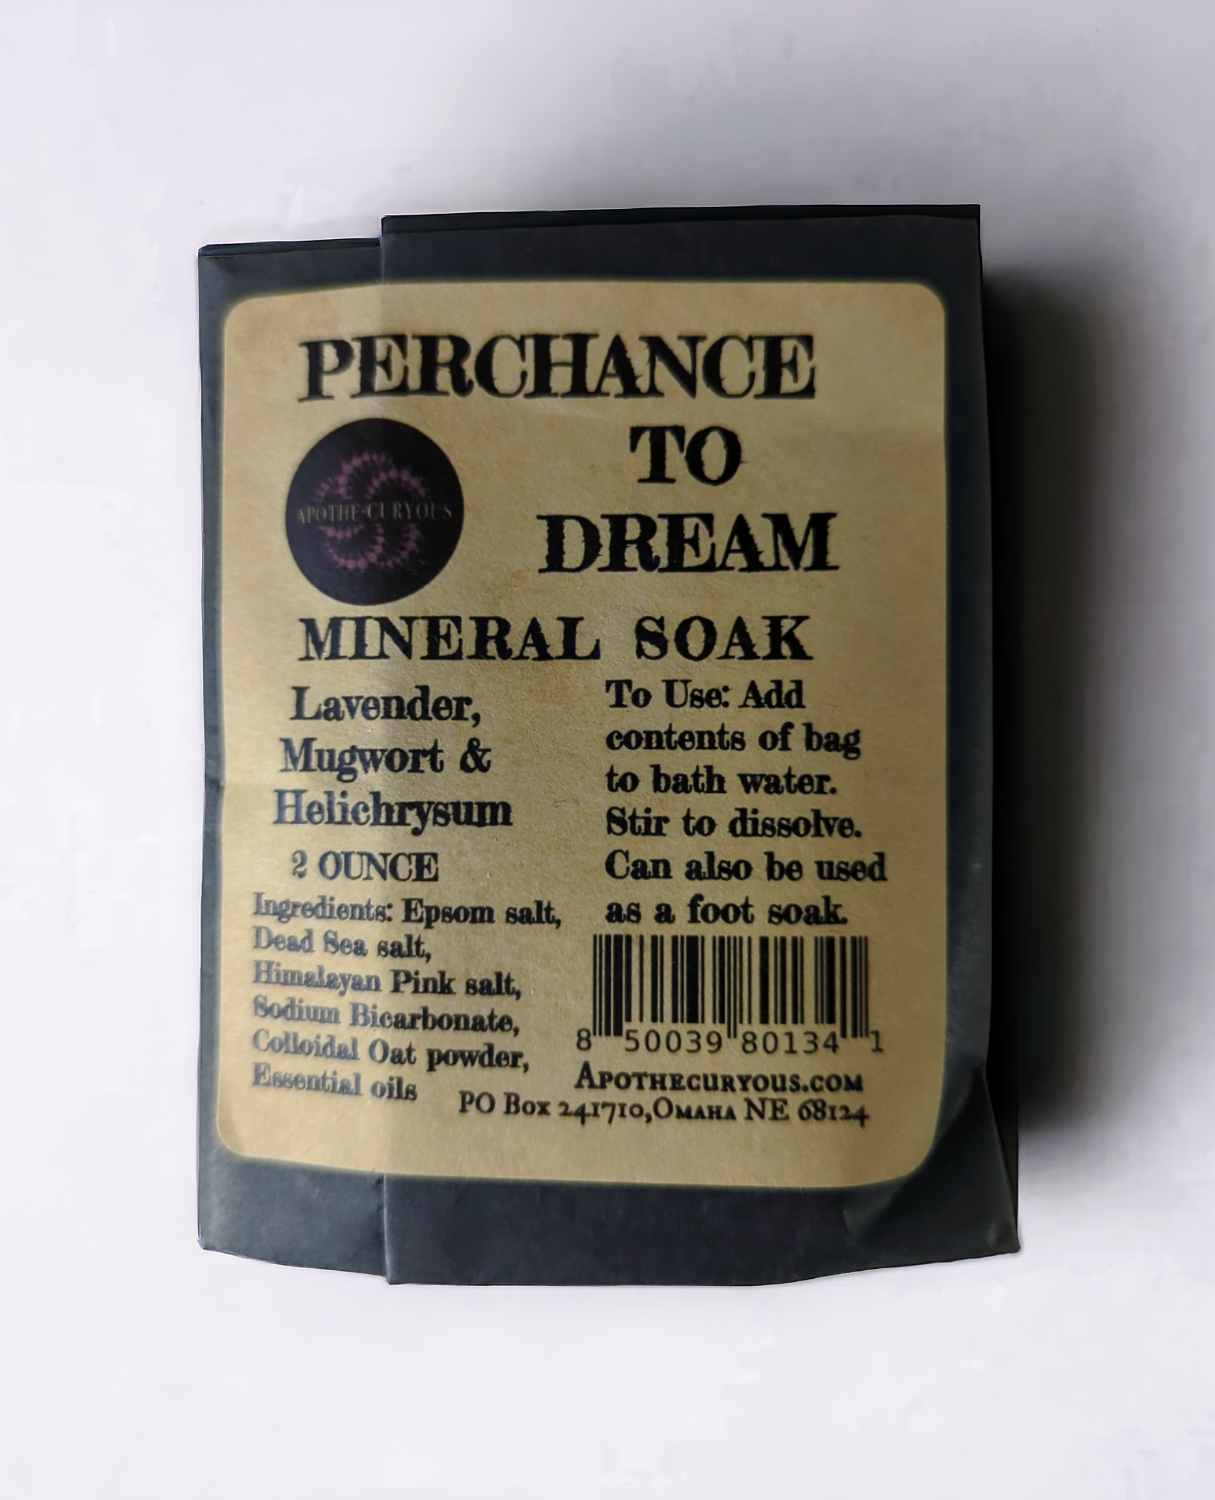 PERCHANCE
TO
DREAM
APOTHE-CURYOUS
MINERAL SOAK
Lavender,
Mugwort &
Helichrysum
2 OUNCE
Ingredients: Epsom salt,
Dead Sea salt,
Himalayan Pink salt,
Sodium Bicarbonate,
Colloidal Oat powder,
Essential oils
To Use: Add
contents of bag
to bath water.
Stir to dissolve.
Can also be used
as a foot soak.
8 50039 80134 1
APOTHECURYOUS.COM
PO BOX 241710,OMAHA NE 68124